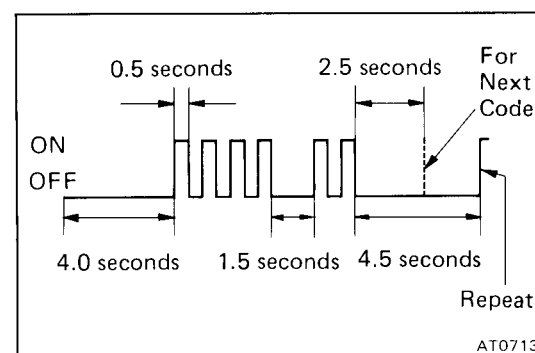 0.5 seconds
2.5 seconds
For
Next
Code
ON
OFF
4.0 seconds
1.5 seconds
4.5 seconds
Repeat
AT0713